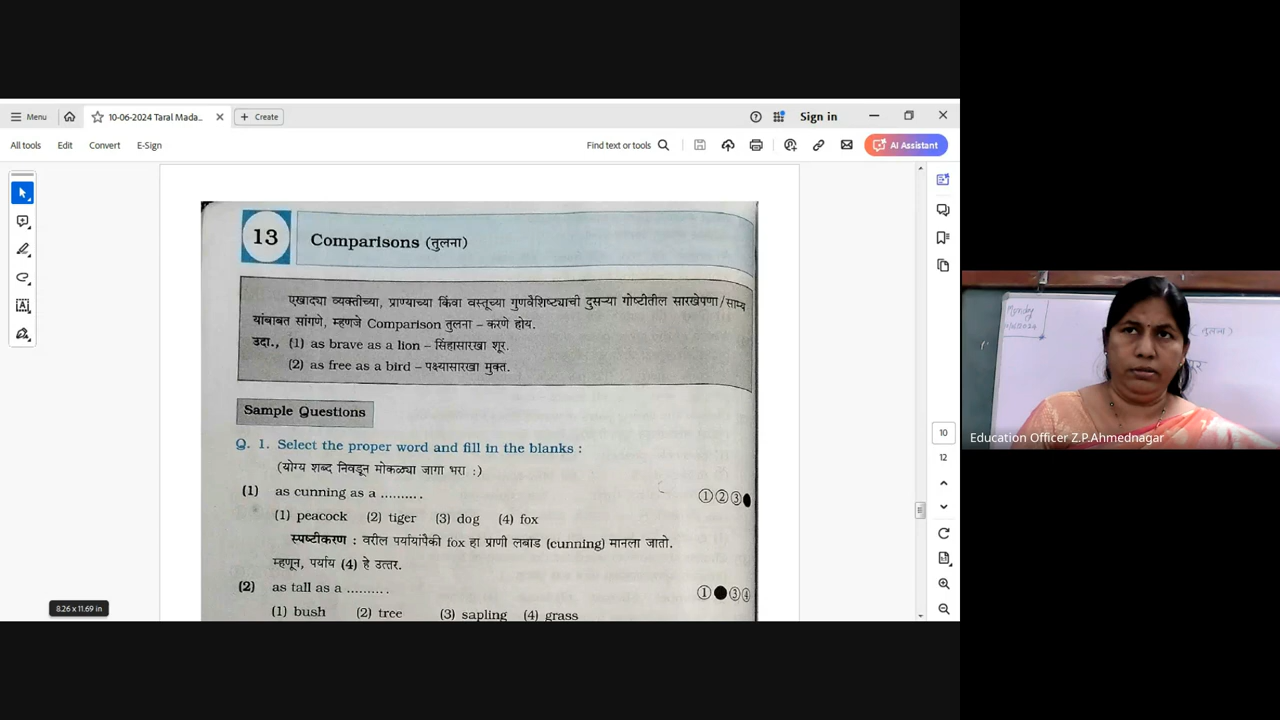 Menu
10-06-2024 Taral Mada...
Create
Sign in
All tools
Edit
Convert
E-Sign
Find text or tools
AI Assistant
13
Comparisons (तुलना)
एखाद्या व्यक्तीच्या, प्राण्याच्या किंवा वस्तूच्या गुणवैशिष्ट्याची दुसऱ्या गोष्टीतील सारखेपणा/साम्य
यांबाबत सांगणे, म्हणजे Comparison तुलना – करणे होय.
उदा., (1) as brave as a lion – सिंहासारखा शूर.
(2) as free as a bird – पक्ष्यासारखा मुक्त.
Sample Questions
Q. 1. Select the proper word and fill in the blanks :
(योग्य शब्द निवडून मोकळ्या जागा भरा :)
(1) as cunning as a .......... ①②③
(1) peacock (2) tiger (3) dog (4) fox
स्पष्टीकरण : वरील पर्यायांपैकी fox हा प्राणी लबाड (cunning) मानला जातो.
म्हणून, पर्याय (4) हे उत्तर.
(2) as tall as a .......... ① ③④
(1) bush (2) tree (3) sapling (4) grass
8.26 x 11.69 in
10
12
Monday
(तुलना)
Education Officer Z.P.Ahmednagar